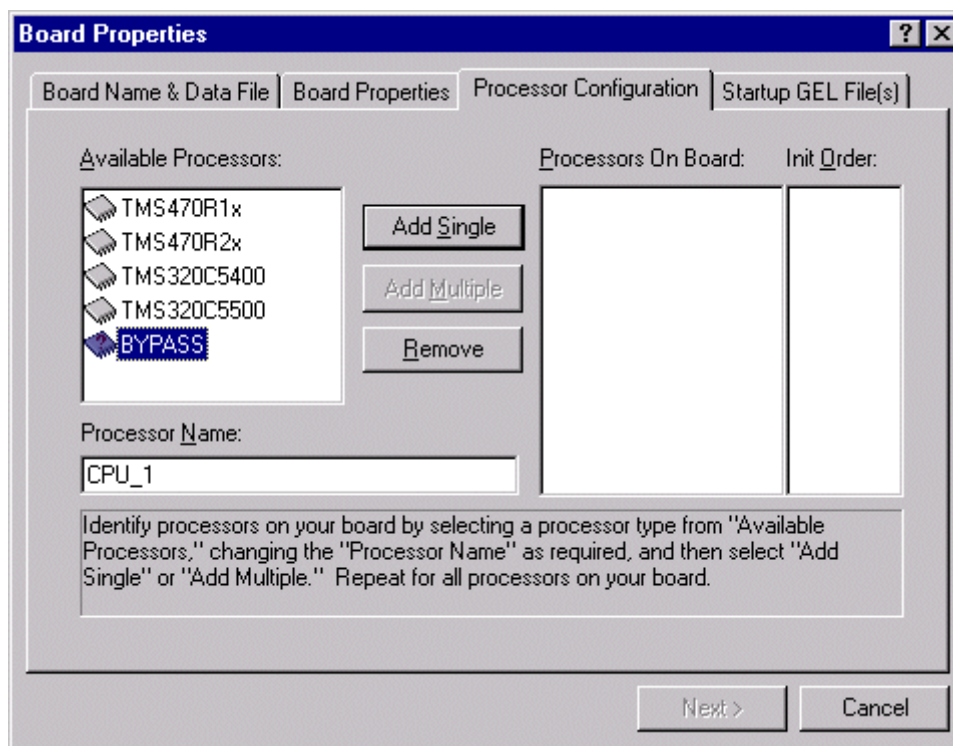 Board Properties
Board Name & Data File Board Properties Processor Configuration Startup GEL File(s)
Available Processors: Processors On Board: Init Order:
TMS470R1x
TMS470R2x
TMS320C5400
TMS320C5500
BYPASS
Add Single
Add Multiple
Remove
Processor Name:
CPU_1
Identify processors on your board by selecting a processor type from "Available
Processors," changing the "Processor Name" as required, and then select "Add
Single" or "Add Multiple." Repeat for all processors on your board.
Next > Cancel